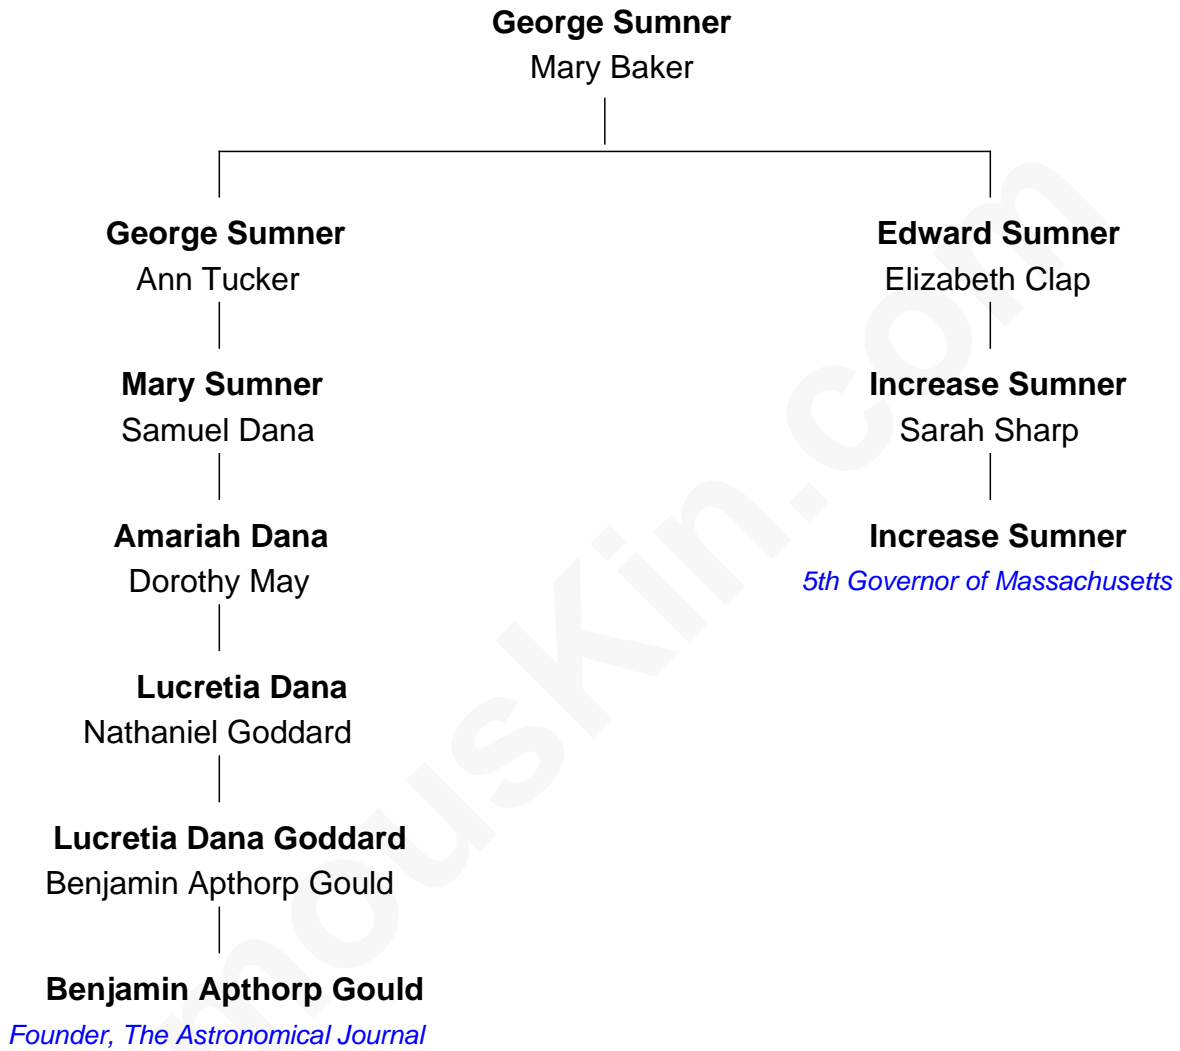 George Sumner
Mary Baker
George Sumner
Ann Tucker
Edward Sumner
Elizabeth Clap
Mary Sumner
Samuel Dana
Increase Sumner
Sarah Sharp
Amariah Dana
Dorothy May
Increase Sumner
5th Governor of Massachusetts
Lucretia Dana
Nathaniel Goddard
Lucretia Dana Goddard
Benjamin Apthorp Gould
Benjamin Apthorp Gould
Founder, The Astronomical Journal
mousKin.com